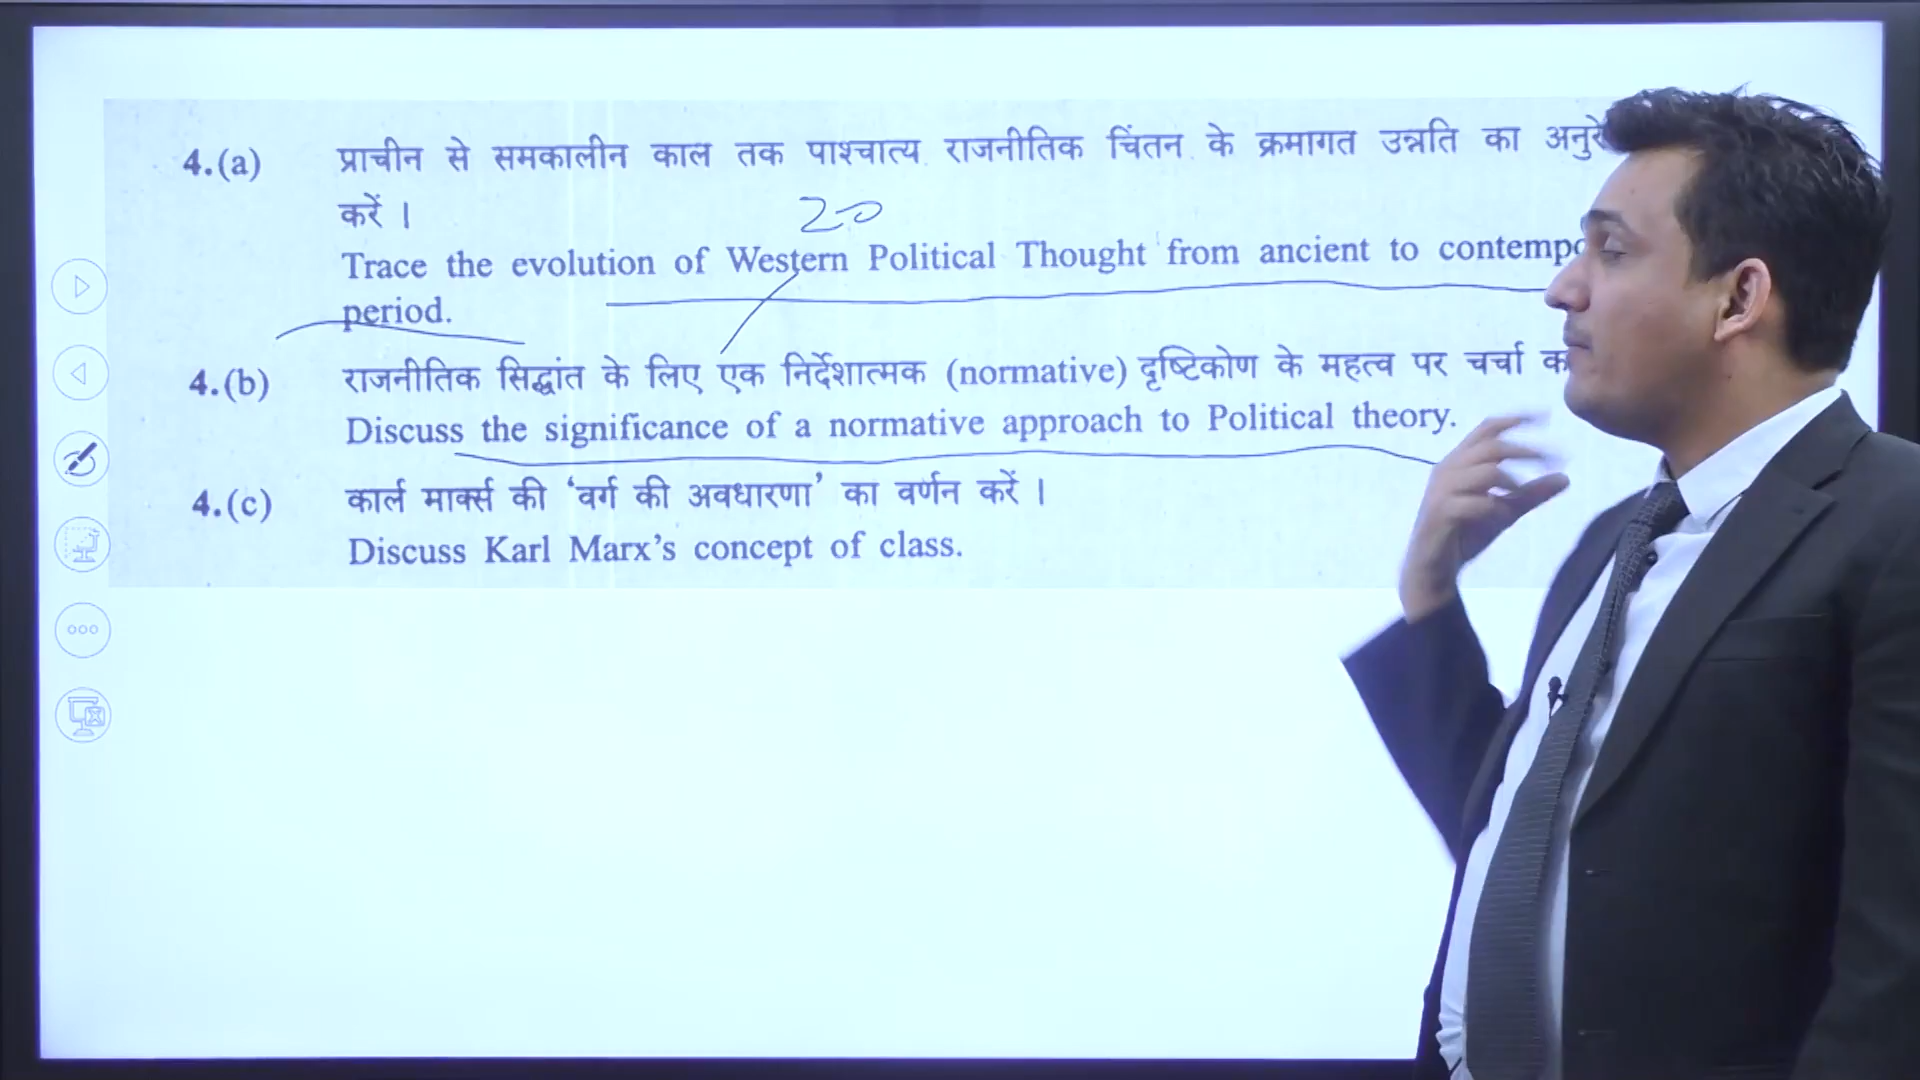 4.(a) प्राचीन से समकालीन काल तक पाश्चात्य राजनीतिक चिंतन के क्रमागत उन्नति का
करें ।
20
Trace the evolution of Western Political Thought from ancient to
period.
4.(b) राजनीतिक सिद्धांत के लिए एक निर्देशात्मक (normative) दृष्टिकोण के महत्व पर चर्चा
Discuss the significance of a normative approach to Political theory.
4.(c) कार्ल मार्क्स की ‘वर्ग की अवधारणा’ का वर्णन करें ।
Discuss Karl Marx’s concept of class.